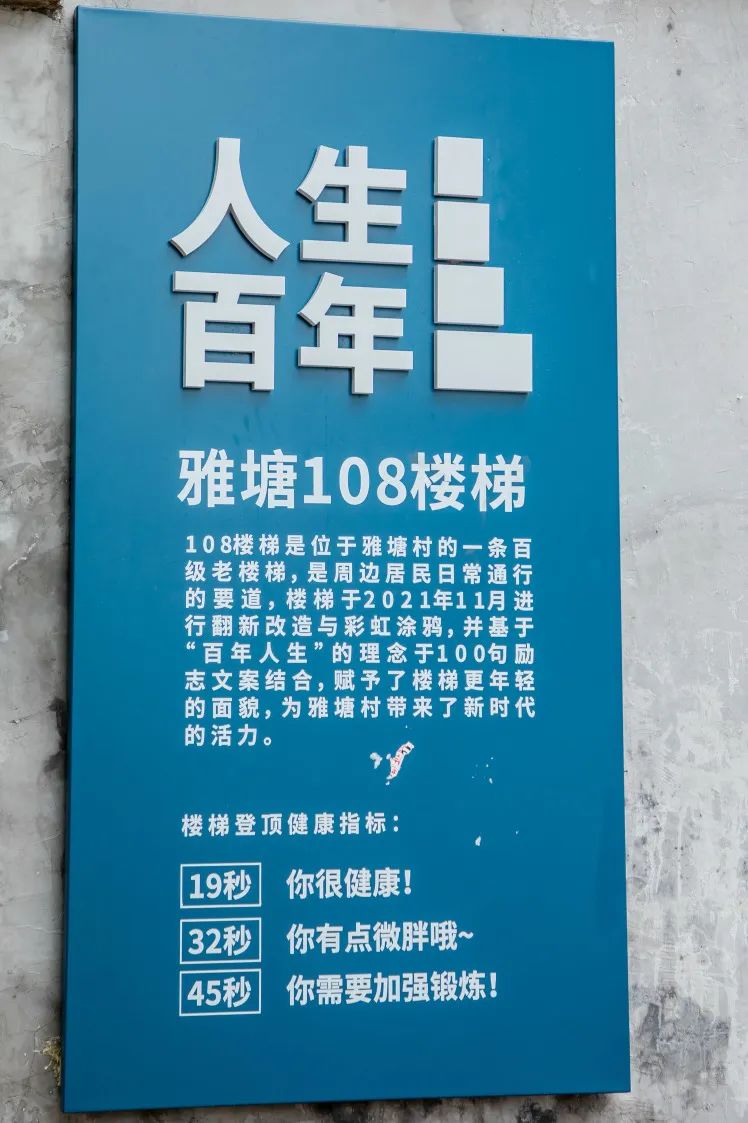 人生
百年
雅塘108楼梯
108楼梯是位于雅塘村的一条百
级老楼梯，是周边居民日常通行
的要道，楼梯于2021年11月进
行翻新改造与彩虹涂鸦，并基于
“百年人生”的理念于100句励
志文案结合，赋予了楼梯更年轻
的面貌，为雅塘村带来了新时代
的活力。
楼梯登顶健康指标：
19秒 你很健康！
32秒 你有点微胖哦~
45秒 你需要加强锻炼！